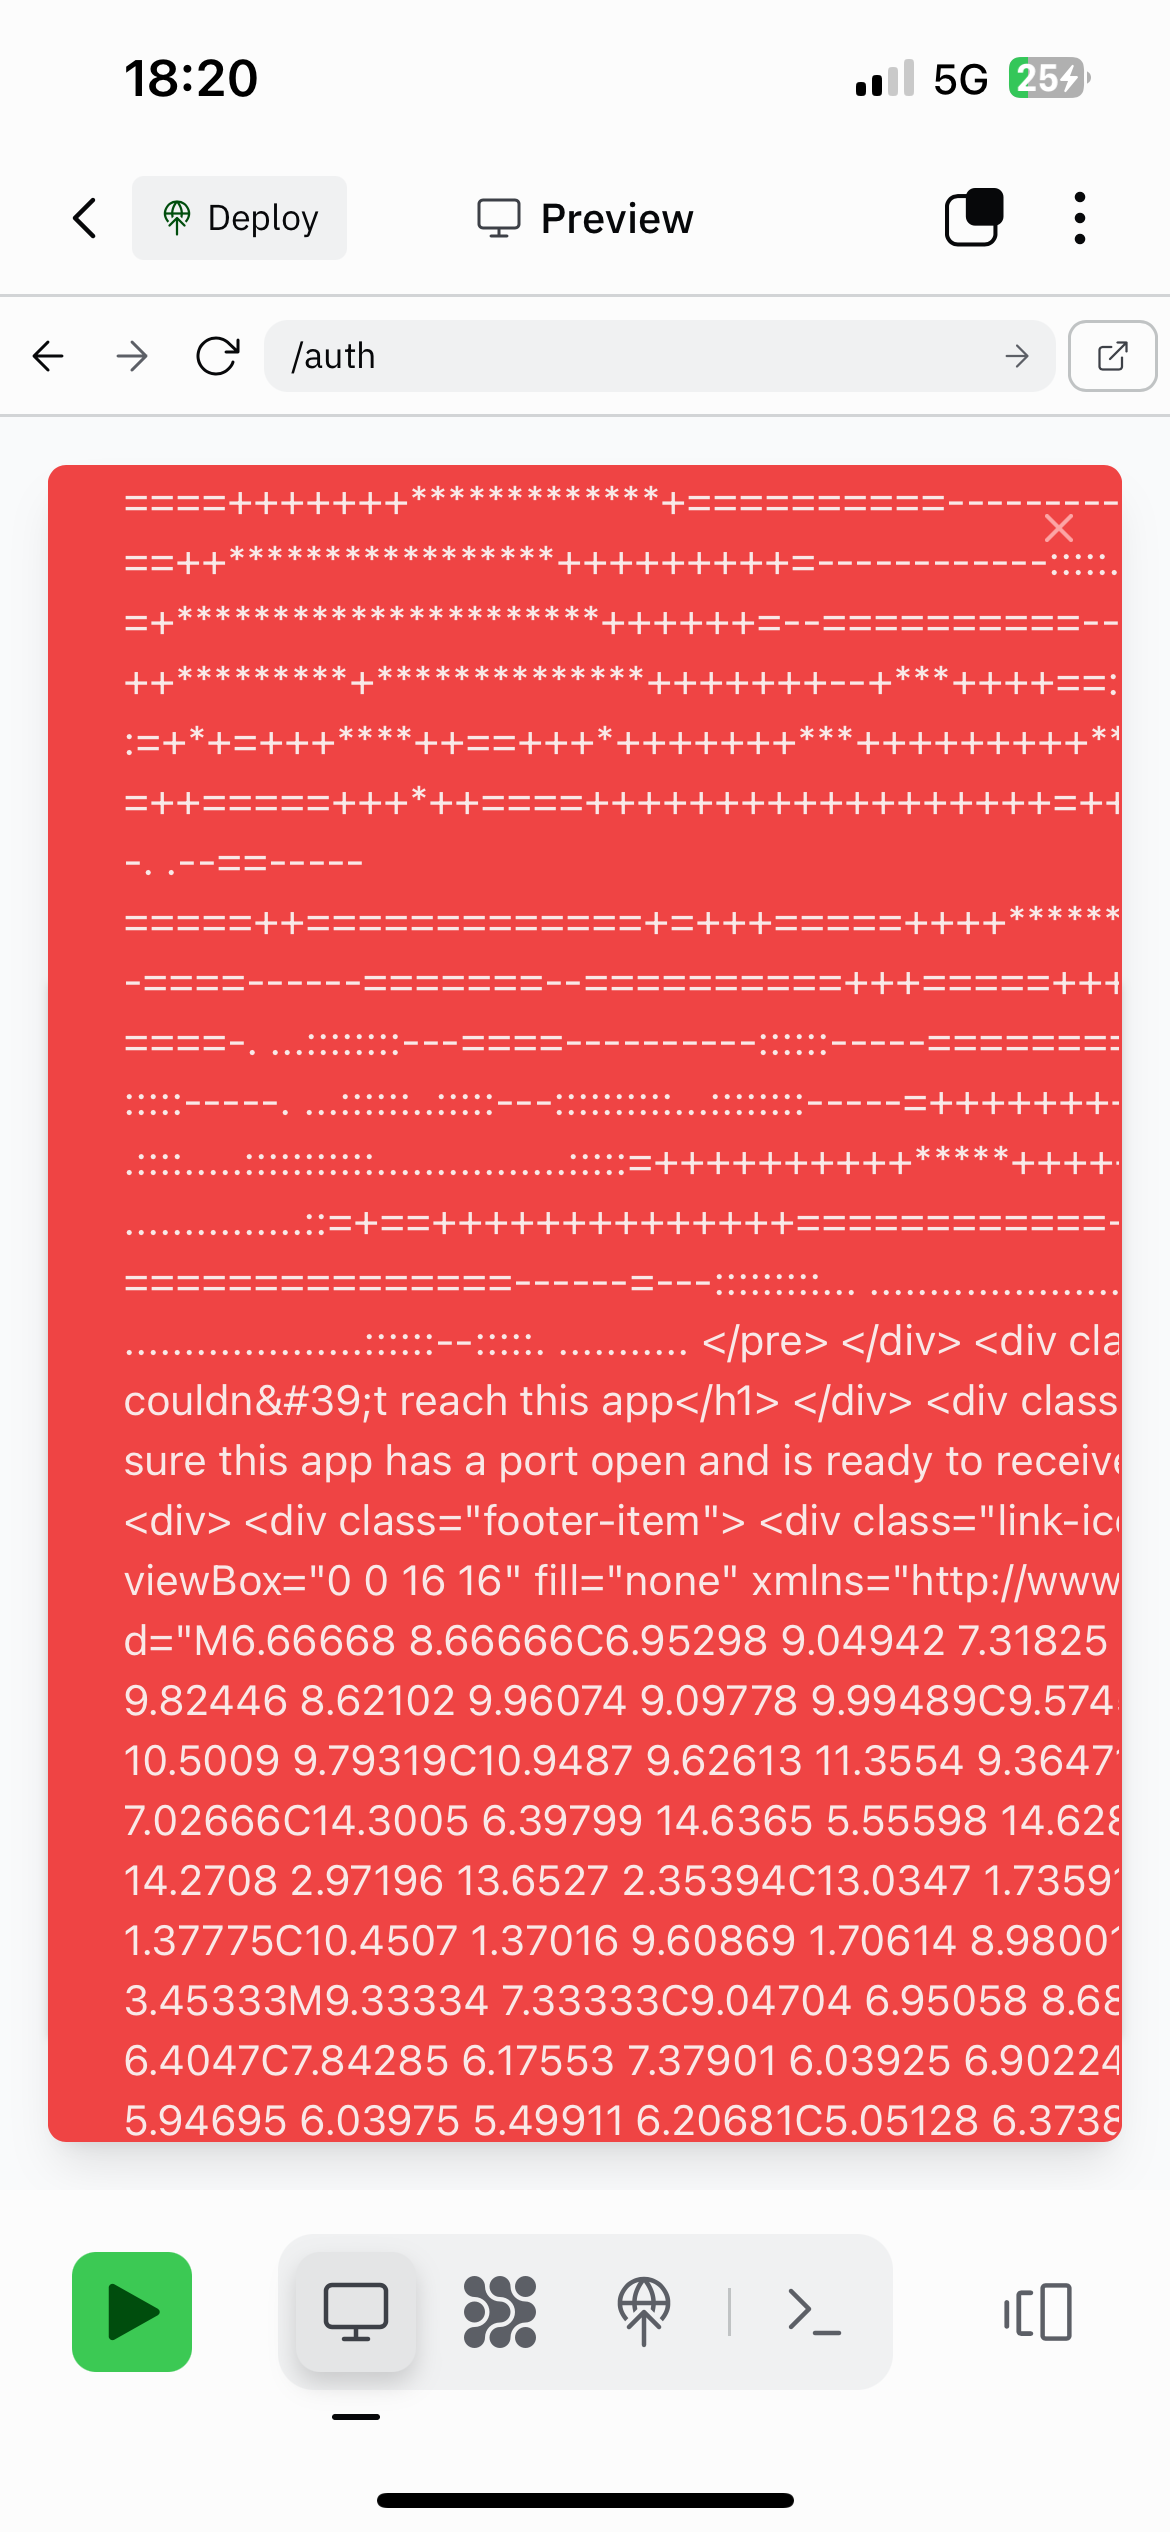 18:20
5G
25
Deploy
Preview
/auth
====+++++++*************+==========---------
==++*****************+++++++++=------------:::::.
=+**********************++++++=--==========--
++*********+**************+++++++--+***++++==:
:=+*+=+++****++==+++*+++++++***+++++++++**
=++=====+++*++====++++++++++++++++++=++
-. .--==-----
=====++=============+=+++=====++++******
-====------=======--==========+++=====+++
====-. ...::::::::---====----------::::::-----========
:::::-----. ...::::::..:::::---::::::::::...::::::::-----=++++++++
.::::.....:::::::::::.................:::::=++++++++++*****++++
...............::=+==++++++++++++++============-
===============------=---:::::::::... .....................
.....................::::::--:::::. ........... </pre> </div> <div cla
couldn&#39;t reach this app</h1> </div> <div class
sure this app has a port open and is ready to receive
<div> <div class="footer-item"> <div class="link-ico
viewBox="0 0 16 16" fill="none" xmlns="http://www
d="M6.66668 8.66666C6.95298 9.04942 7.31825
9.82446 8.62102 9.96074 9.09778 9.99489C9.574
10.5009 9.79319C10.9487 9.62613 11.3554 9.3647
7.02666C14.3005 6.39799 14.6365 5.55598 14.628
14.2708 2.97196 13.6527 2.35394C13.0347 1.7359
1.37775C10.4507 1.37016 9.60869 1.70614 8.9800
3.45333M9.33334 7.33333C9.04704 6.95058 8.68
6.4047C7.84285 6.17553 7.37901 6.03925 6.90224
5.94695 6.03975 5.49911 6.20681C5.05128 6.3738